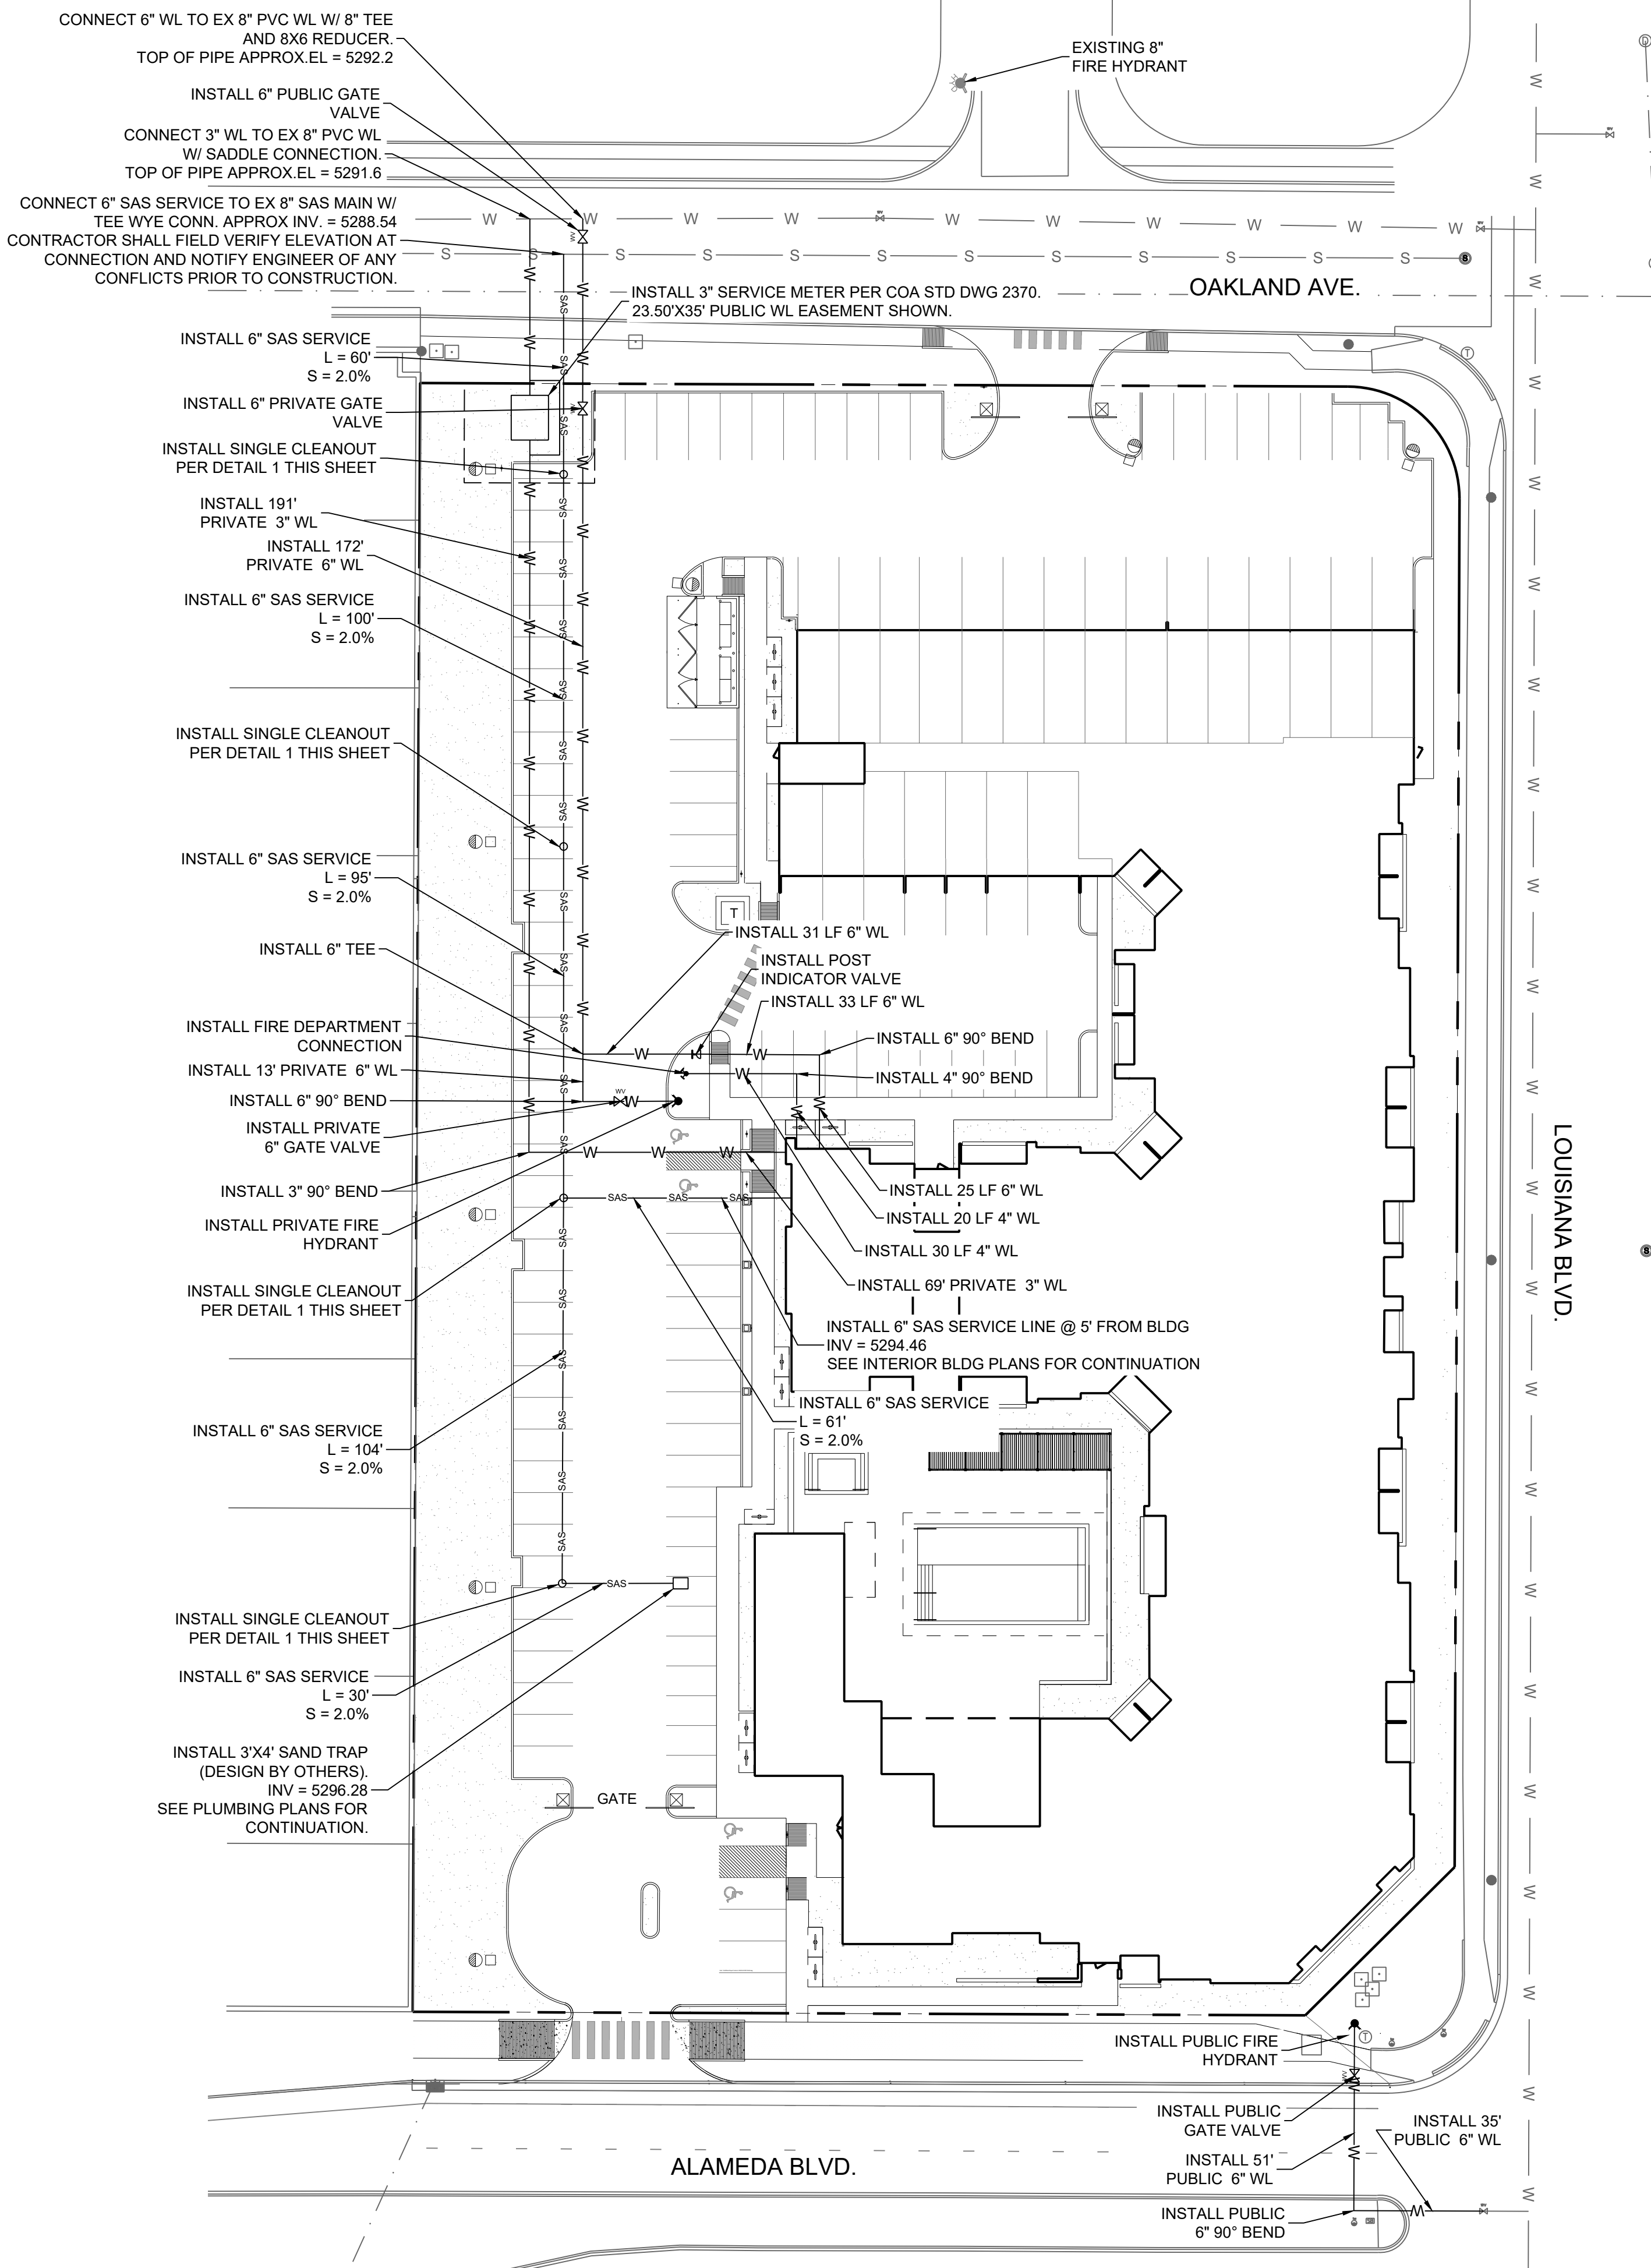 CONNECT 6" WL TO EX 8" PVC WL W/ 8" TEE
AND 8X6 REDUCER.
TOP OF PIPE APPROX.EL = 5292.2
EXISTING 8"
FIRE HYDRANT
INSTALL 6" PUBLIC GATE
VALVE
CONNECT 3" WL TO EX 8" PVC WL
W/ SADDLE CONNECTION.
TOP OF PIPE APPROX.EL = 5291.6
CONNECT 6" SAS SERVICE TO EX 8" SAS MAIN W/
TEE WYE CONN. APPROX INV. = 5288.54
CONTRACTOR SHALL FIELD VERIFY ELEVATION AT
CONNECTION AND NOTIFY ENGINEER OF ANY
CONFLICTS PRIOR TO CONSTRUCTION.
OAKLAND AVE.
INSTALL 3" SERVICE METER PER COA STD DWG 2370.
23.50'X35' PUBLIC WL EASEMENT SHOWN.
INSTALL 6" SAS SERVICE
L = 60'
S = 2.0%
INSTALL 6" PRIVATE GATE
VALVE
INSTALL SINGLE CLEANOUT
PER DETAIL 1 THIS SHEET
INSTALL 191'
PRIVATE 3" WL
INSTALL 172'
PRIVATE 6" WL
INSTALL 6" SAS SERVICE
L = 100'
S = 2.0%
INSTALL SINGLE CLEANOUT
PER DETAIL 1 THIS SHEET
INSTALL 6" SAS SERVICE
L = 95'
S = 2.0%
T
INSTALL 31 LF 6" WL
INSTALL 6" TEE
INSTALL POST
INDICATOR VALVE
INSTALL 33 LF 6" WL
INSTALL FIRE DEPARTMENT
CONNECTION
INSTALL 6" 90° BEND
INSTALL 13' PRIVATE 6" WL
INSTALL 4" 90° BEND
INSTALL 6" 90° BEND
INSTALL PRIVATE
6" GATE VALVE
LOUISIANA BLVD.
INSTALL 3" 90° BEND
INSTALL 25 LF 6" WL
INSTALL PRIVATE FIRE
HYDRANT
INSTALL 20 LF 4" WL
INSTALL 30 LF 4" WL
INSTALL SINGLE CLEANOUT
PER DETAIL 1 THIS SHEET
INSTALL 69' PRIVATE 3" WL
INSTALL 6" SAS SERVICE LINE @ 5' FROM BLDG
INV = 5294.46
SEE INTERIOR BLDG PLANS FOR CONTINUATION
INSTALL 6" SAS SERVICE
L = 61'
S = 2.0%
INSTALL 6" SAS SERVICE
L = 104'
S = 2.0%
INSTALL SINGLE CLEANOUT
PER DETAIL 1 THIS SHEET
INSTALL 6" SAS SERVICE
L = 30'
S = 2.0%
INSTALL 3'X4' SAND TRAP
(DESIGN BY OTHERS).
INV = 5296.28
SEE PLUMBING PLANS FOR
CONTINUATION.
GATE
INSTALL PUBLIC FIRE
HYDRANT
INSTALL PUBLIC
GATE VALVE
INSTALL 35'
PUBLIC 6" WL
INSTALL 51'
PUBLIC 6" WL
ALAMEDA BLVD.
INSTALL PUBLIC
6" 90° BEND